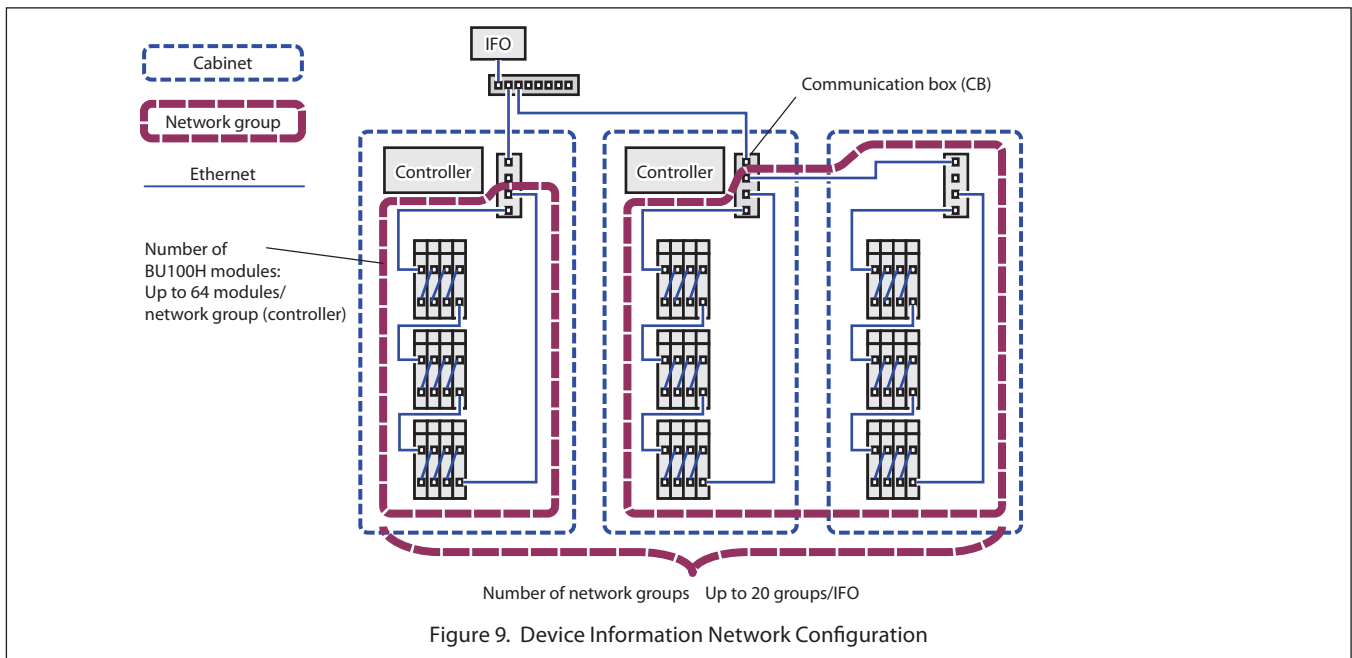 IFO
Cabinet
Communication box (CB)
Network group
Controller
Controller
Ethernet
Number of
BU100H modules:
Up to 64 modules/
network group (controller)
Number of network groups Up to 20 groups/IFO
Figure 9. Device Information Network Configuration